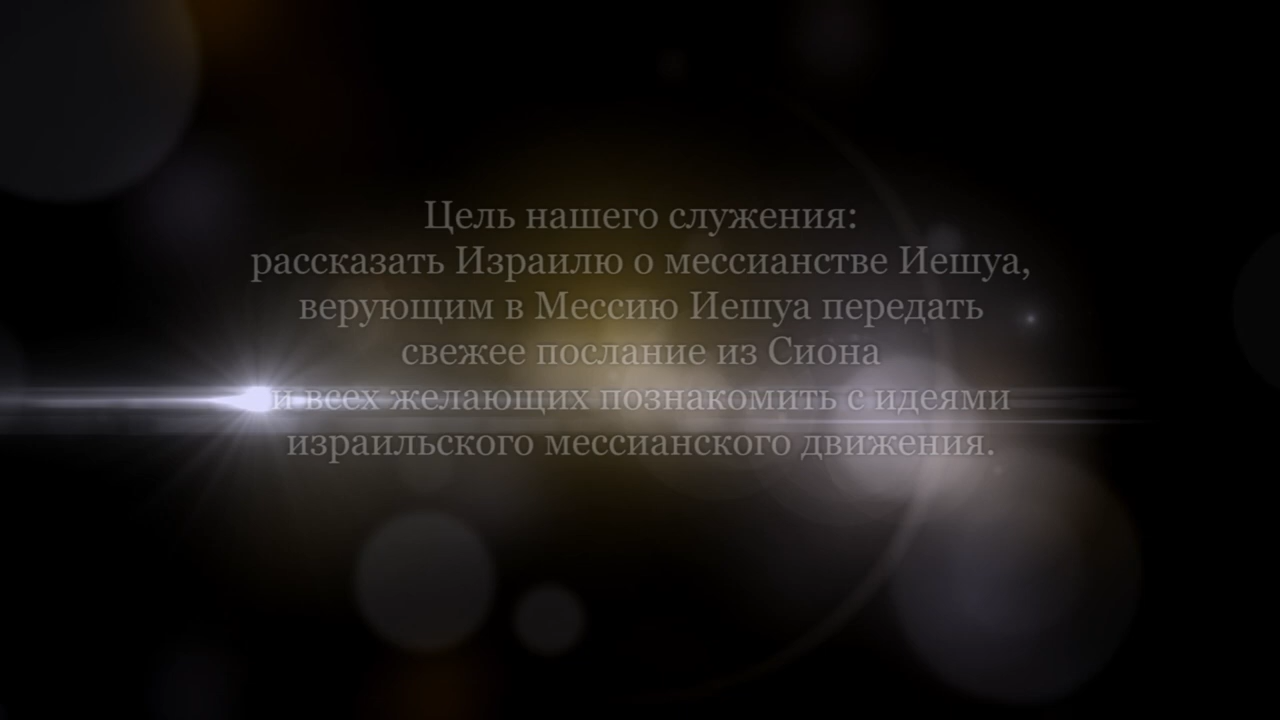 Цель нашего служения:
рассказать Израилю о мессианстве Иешуа,
верующим в Мессию Иешуа передать
свежее послание из Сиона
и всех желающих познакомить с идеями
израильского мессианского движения.